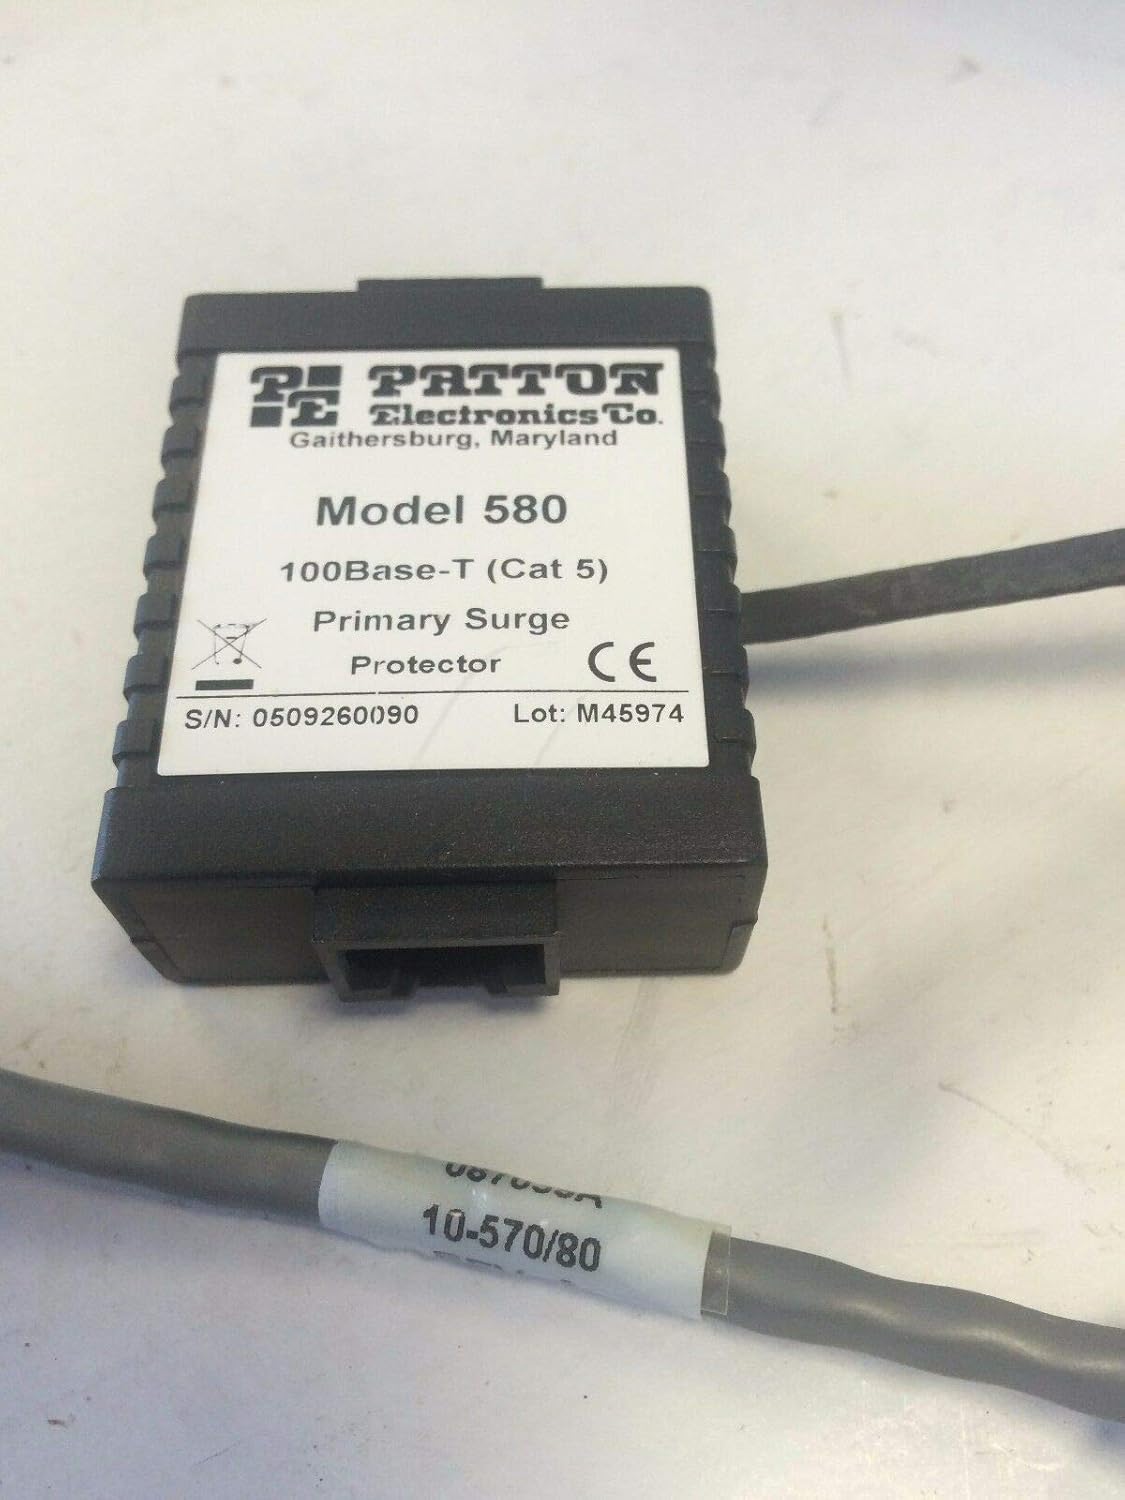 PE PATTON
Electronics Co.
Gaithersburg, Maryland
Model 580
100Base-T (Cat 5)
Primary Surge
Protector
CE
S/N: 0509260090 Lot: M45974
10-570/80